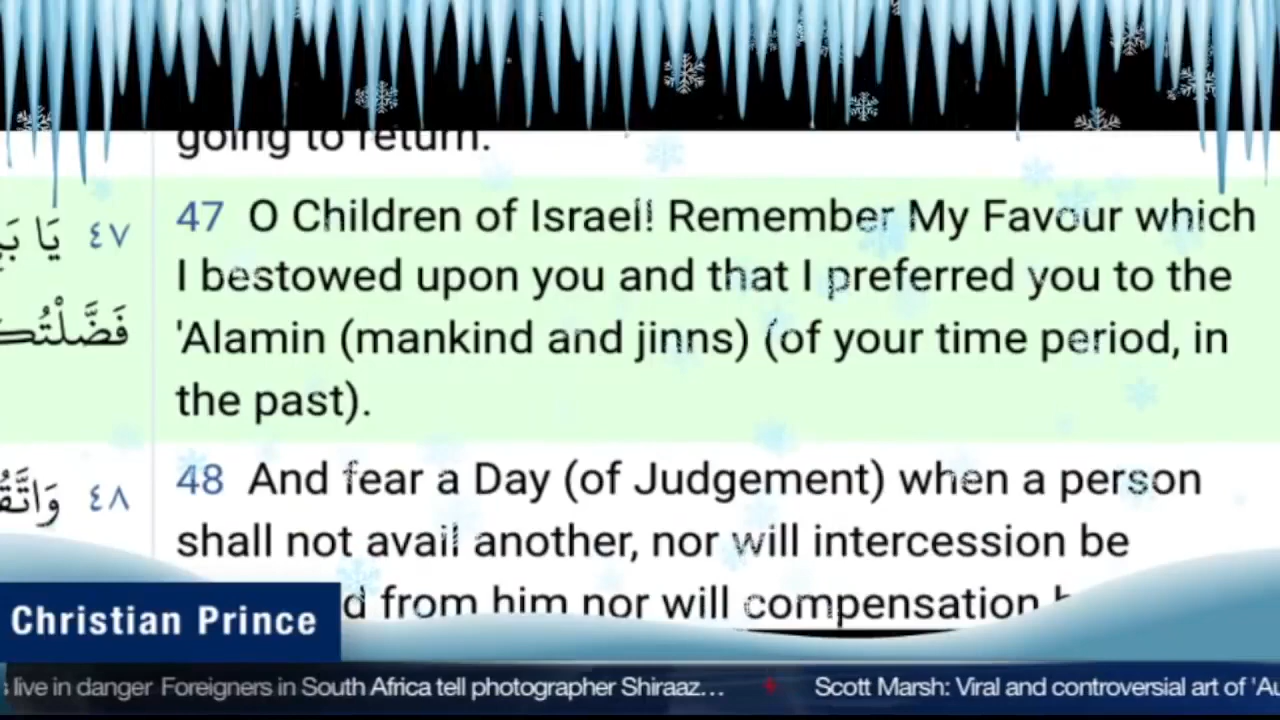 going to return.
47 O Children of Israel! Remember My Favour which
I bestowed upon you and that I preferred you to the
'Alamin (mankind and jinns) (of your time period, in
the past).
٤٧ يَا
فَضَّلْتُك
48 And fear a Day (of Judgement) when a person
shall not avail another, nor will intercession be
from him nor will compensation
٤٨
Christian Prince
live in danger Foreigners in South Africa tell photographer Shiraaz...
Scott Marsh: Viral and controversial art of